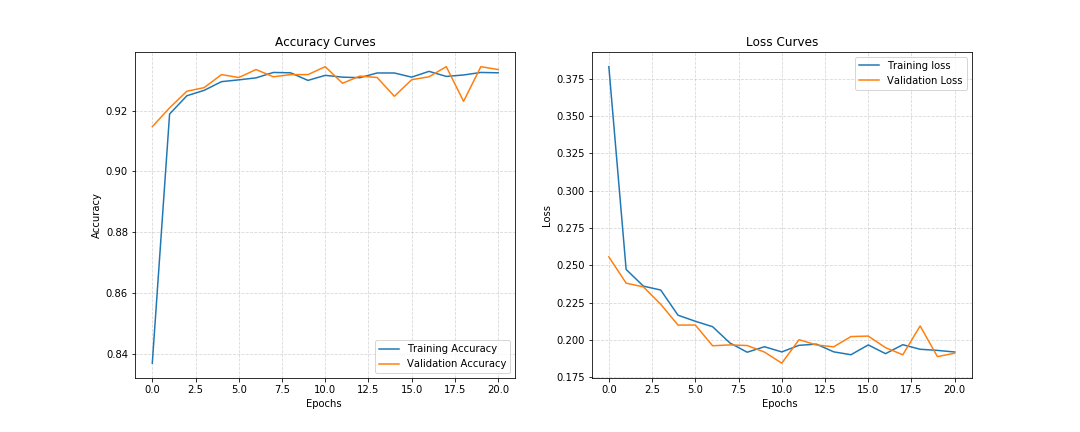 Accuracy Curves
Accuracy
0.92
0.90
0.88
0.86
0.84
Training Accuracy
Validation Accuracy
0.0 2.5 5.0 7.5 10.0 12.5 15.0 17.5 20.0
Epochs
Loss Curves
Loss
0.375
0.350
0.325
0.300
0.275
0.250
0.225
0.200
0.175
Training loss
Validation Loss
0.0 2.5 5.0 7.5 10.0 12.5 15.0 17.5 20.0
Epochs